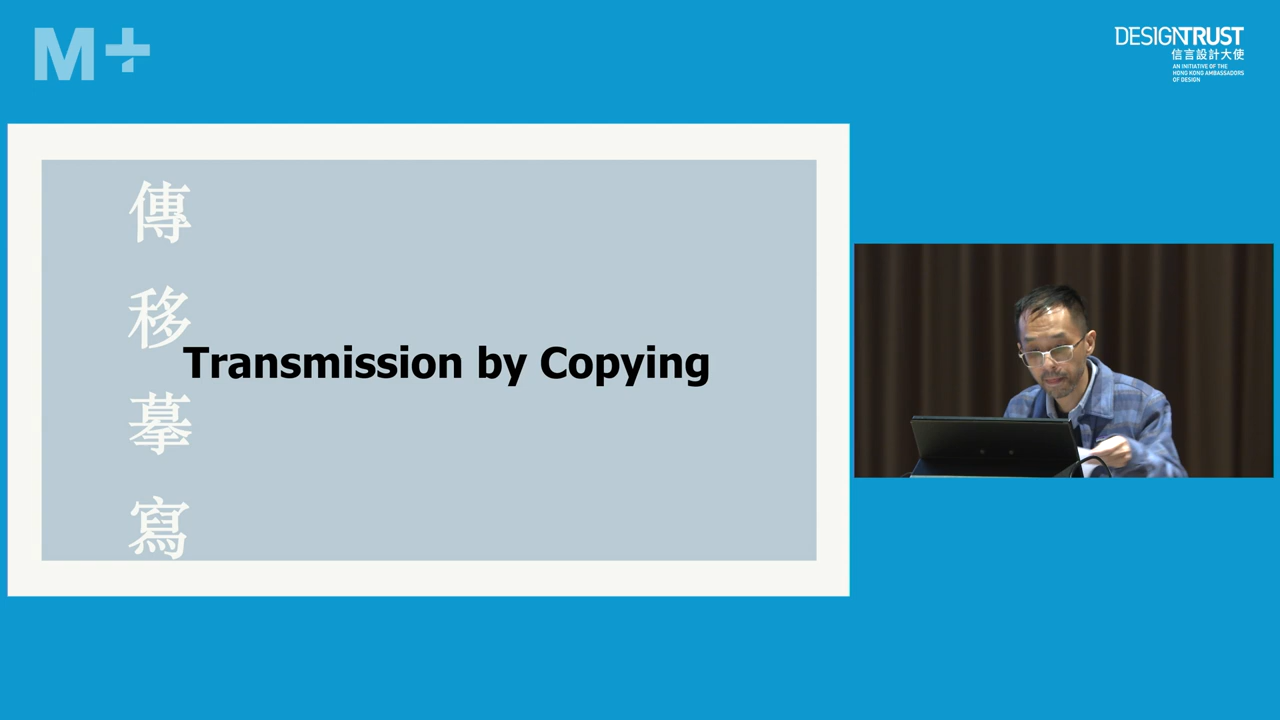 M+
DESIGNTRUST
信言設計大使
AN INITIATIVE OF THE
HONG KONG AMBASSADORS
OF DESIGN
傳
移
摹
寫
Transmission by Copying